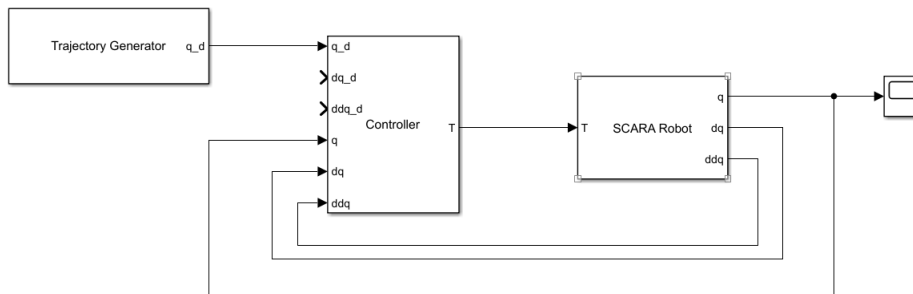 Trajectory Generator
q_d
q_d
dq_d
ddq_d
q
dq
ddq
Controller
T
T
SCARA Robot
q
dq
ddq